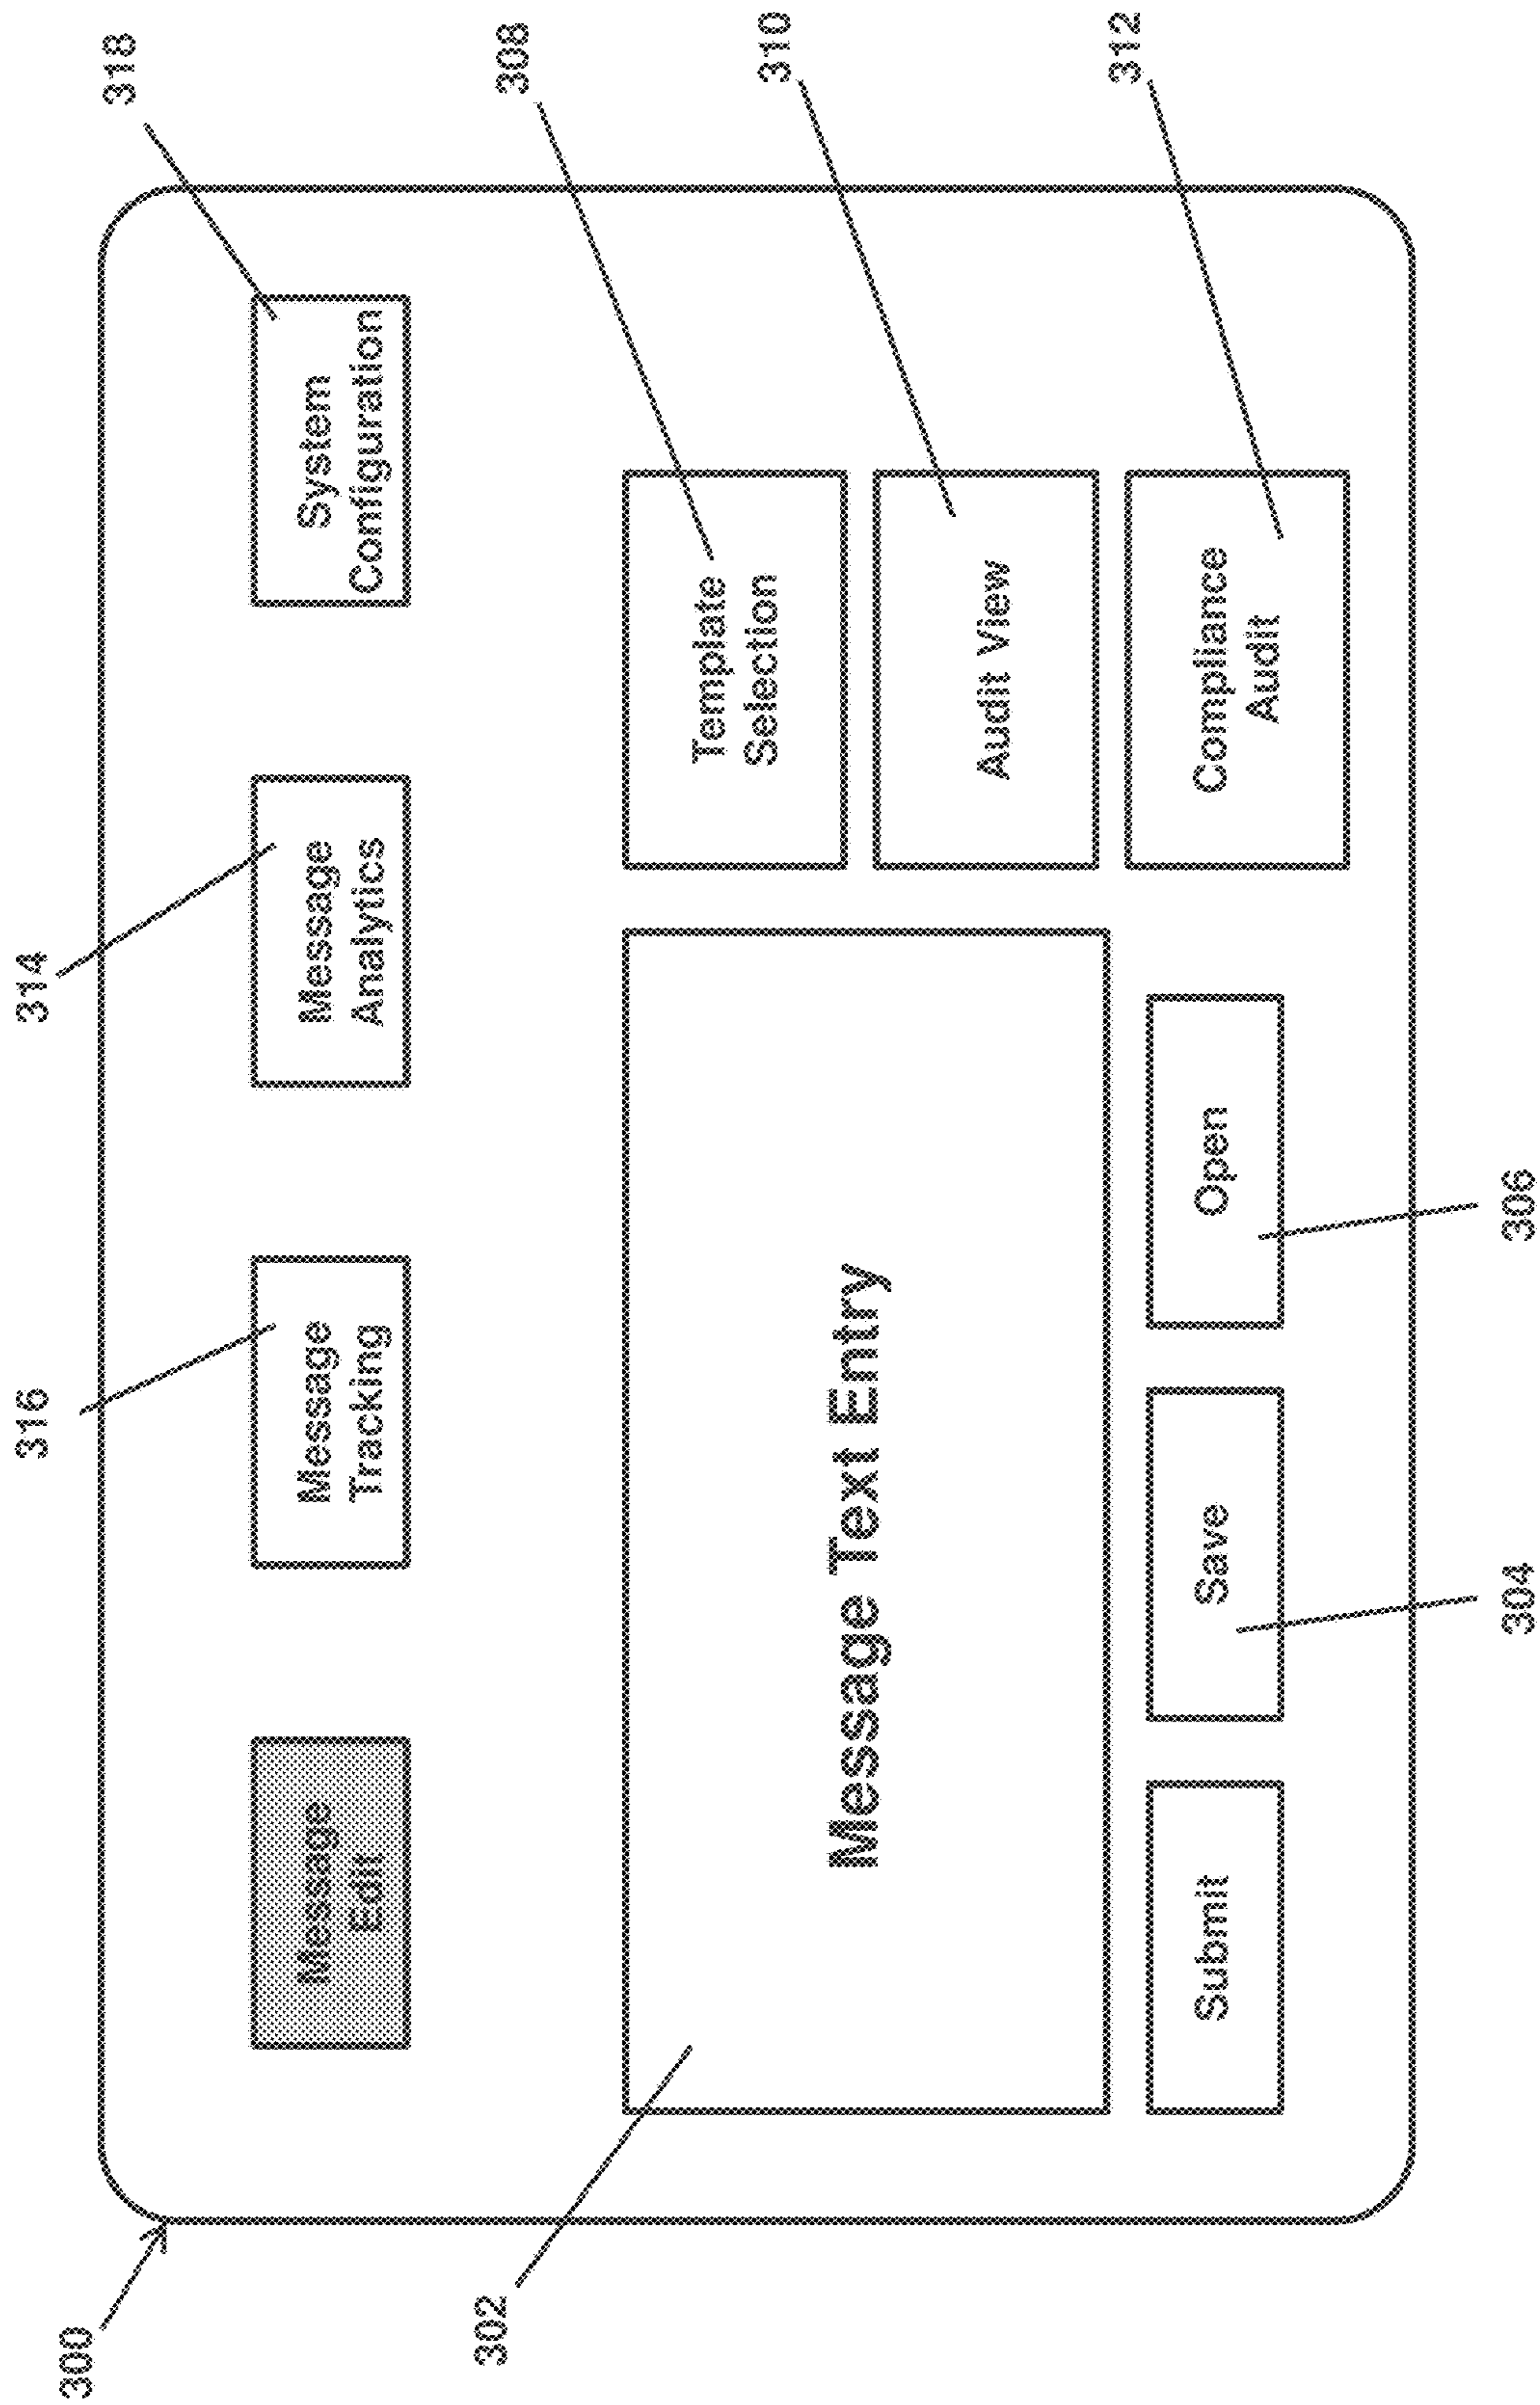 300
316
314
318
Message
Edit
Message
Tracking
Message
Analytics
System
Configuration
302
Message Text Entry
Template
Selection
308
Audit View
310
Compliance
Audit
312
Submit
Save
Open
304
306